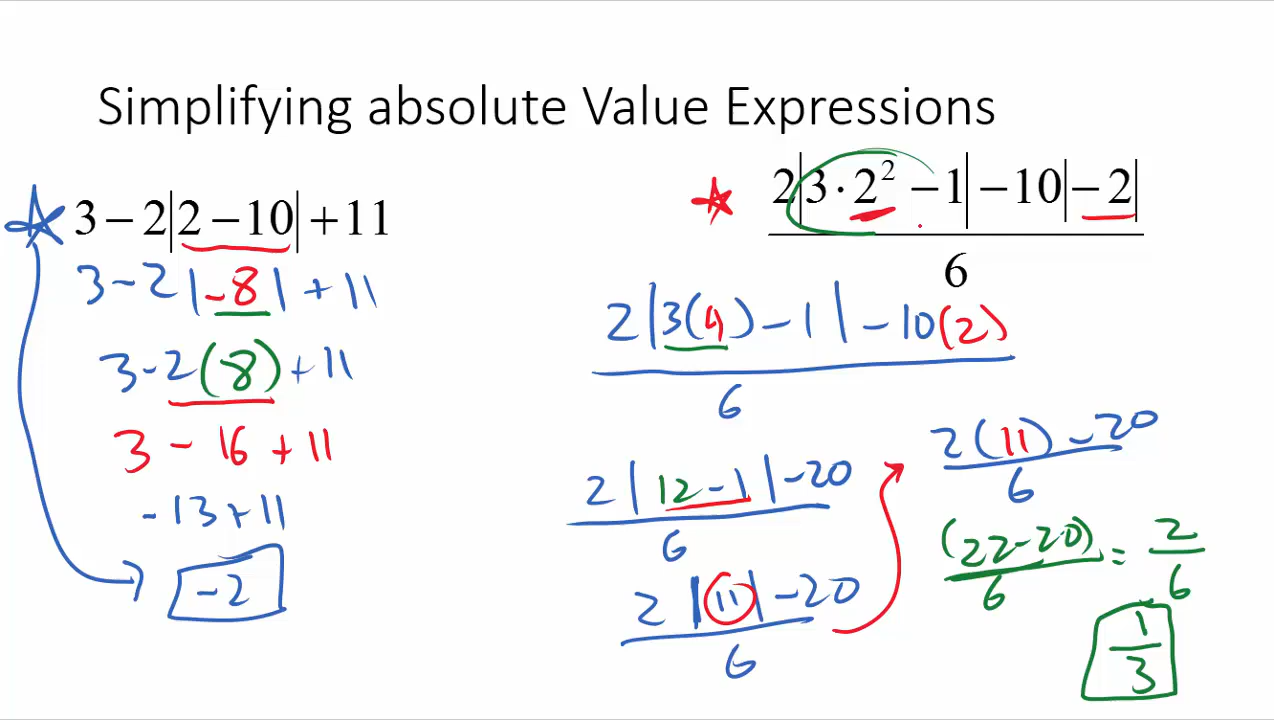 Simplifying absolute Value Expressions
3 − 2|2 − 10| + 11
3 - 2 |-8| + 11
3 - 2(8) + 11
3 - 16 + 11
-13 + 11
-2
2|3 · 2² − 1| − 10|− 2|
6
2 |3(4) - 1| - 10(2)
6
2 | 12 - 1 | - 20
6
2 |11| - 20
6
2(11) - 20
6
(22-20) = 2
6 6
1
3